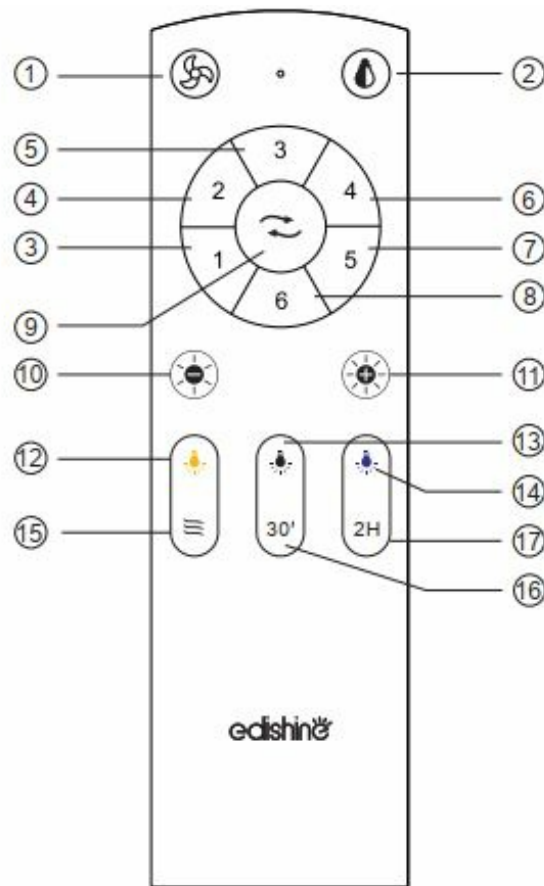 ① ②
⑤ 3
④ 2 4 ⑥
③ 1 5 ⑦
6 ⑧
⑨
⑩ ⑪
⑬
⑫
⑭
⑮ 30' 2H ⑰
⑯
edishine